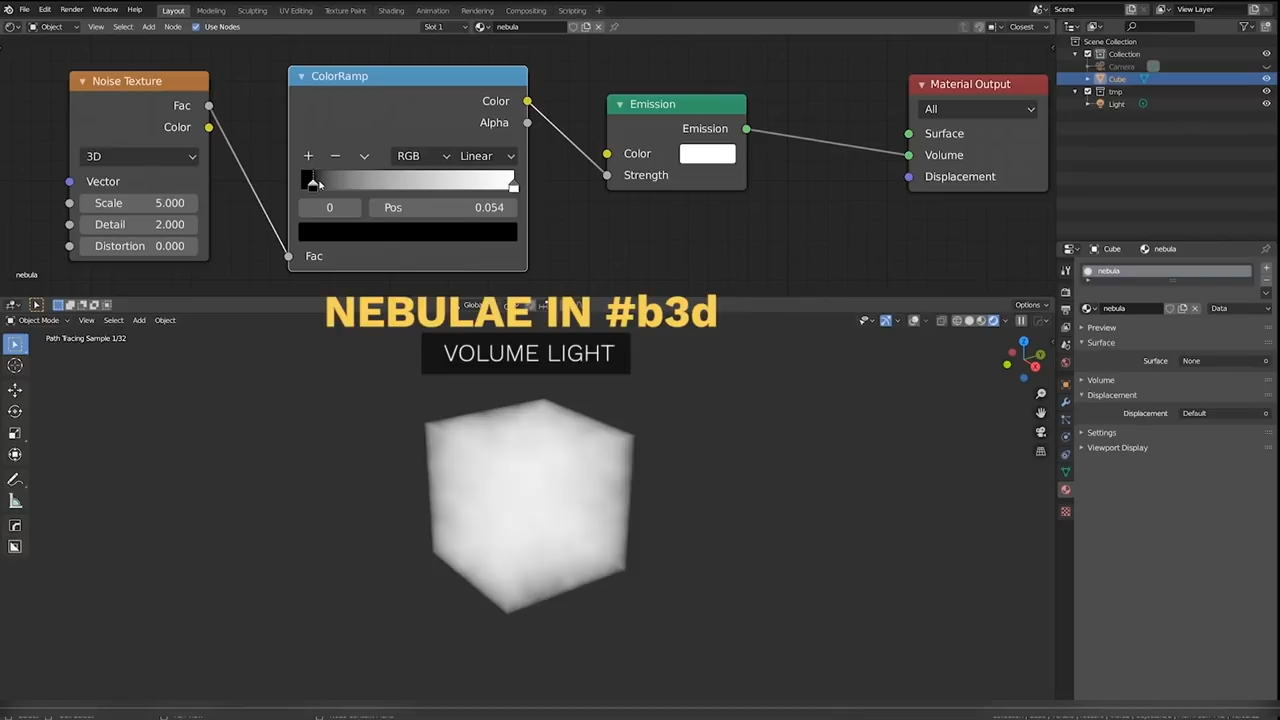 File Edit Render Window Help Layout Modeling Sculpting UV Editing Texture Paint Shading Animation Rendering Compositing Scripting + Scene View Layer
Object View Select Add Node Use Nodes Slot 1 nebula Closest
Scene Collection
Collection
Camera
Cube
tmp
Light
Noise Texture
Fac
Color
3D
Vector
Scale 5.000
Detail 2.000
Distortion 0.000
ColorRamp
Color
Alpha
RGB Linear
0 Pos 0.054
Fac
Emission
Emission
Color
Strength
Material Output
All
Surface
Volume
Displacement
nebula
Cube nebula
nebula
nebula Data
Preview
Surface
Surface None
Volume
Displacement
Displacement Default
Settings
Viewport Display
Global
Options
Object Mode View Select Add Object
Path Tracing Sample 1/32
NEBULAE IN #b3d
VOLUME LIGHT
Z
Y
X